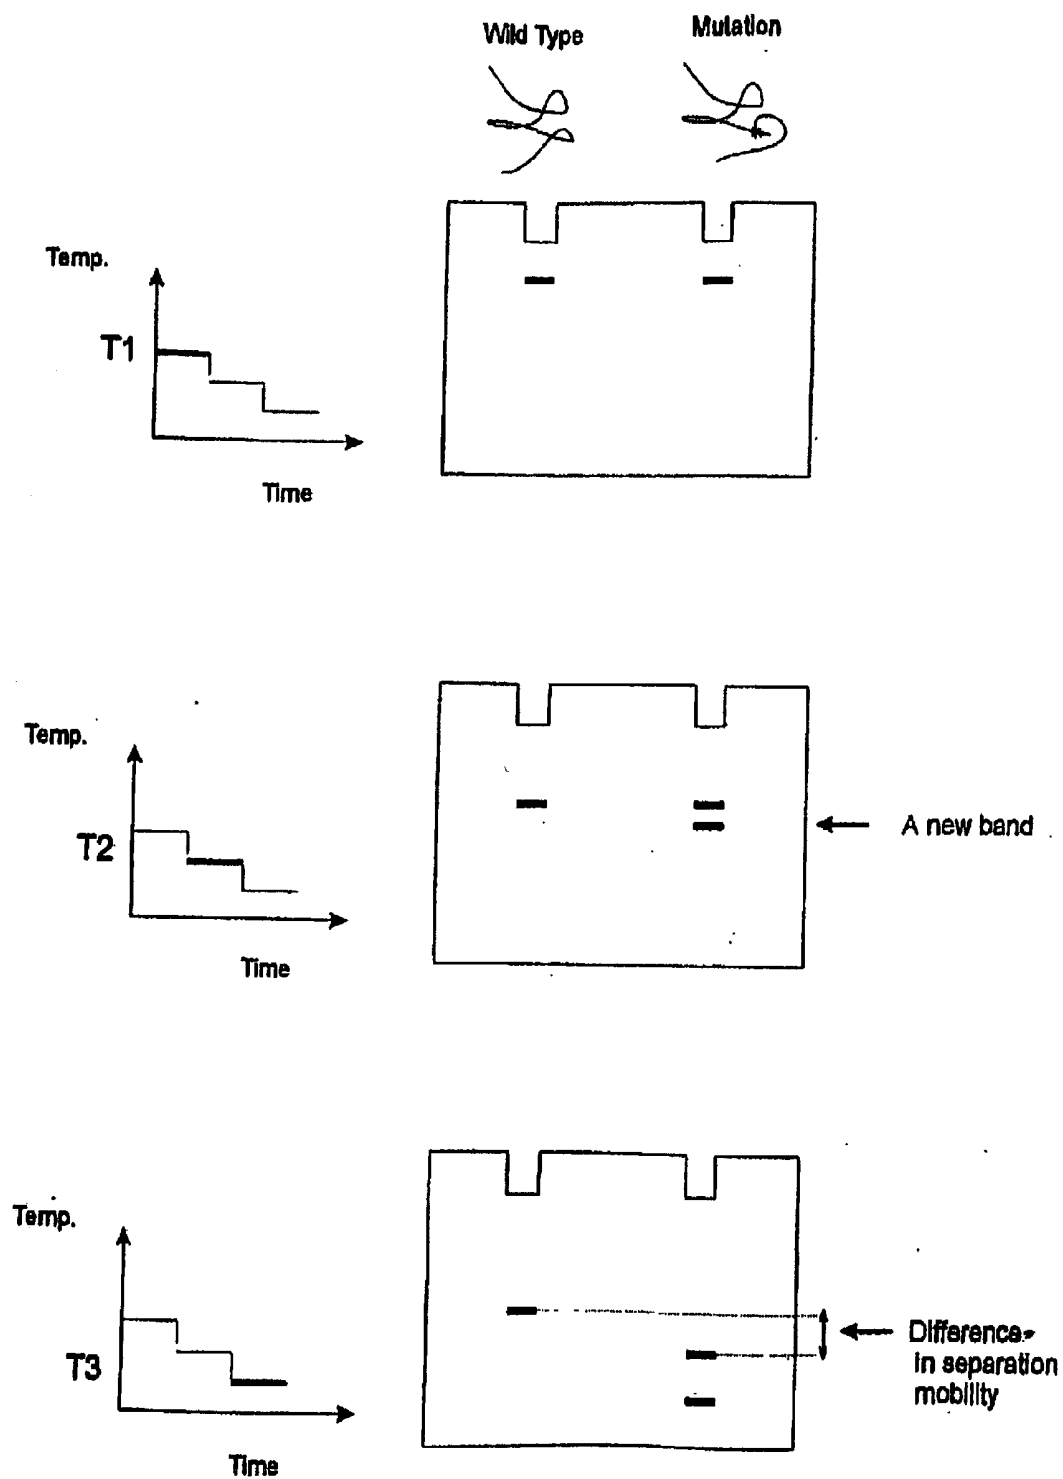 Wild Type
Mutation
Temp.
T1
Time
Temp.
T2
A new band
Time
Temp.
T3
Difference
in separation
mobility
Time